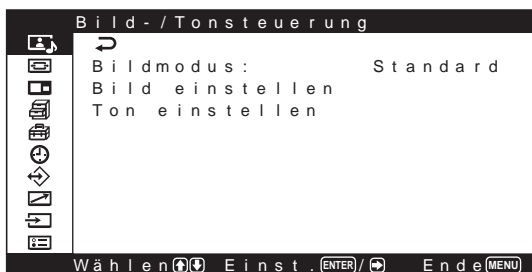 Bild-/Tonsteuerung
Bildmodus: Standard
Bild einstellen
Ton einstellen
Wählen Einst. ENTER / Ende MENU